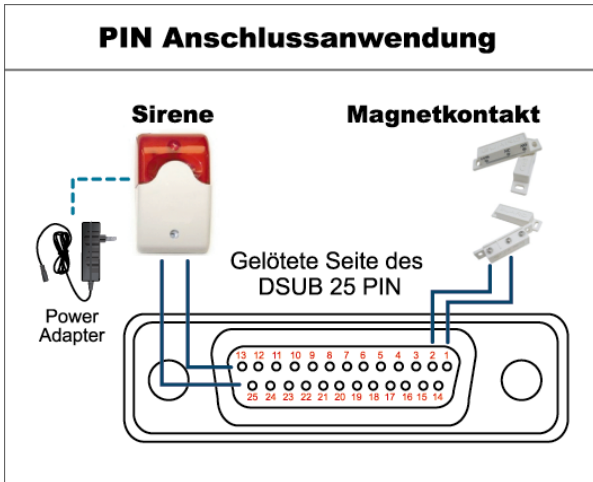 PIN Anschlussanwendung
Sirene
Magnetkontakt
Gelötete Seite des
DSUB 25 PIN
Power
Adapter
13 12 11 10 9 8 7 6 5 4 3 2 1
25 24 23 22 21 20 19 18 17 16 15 14